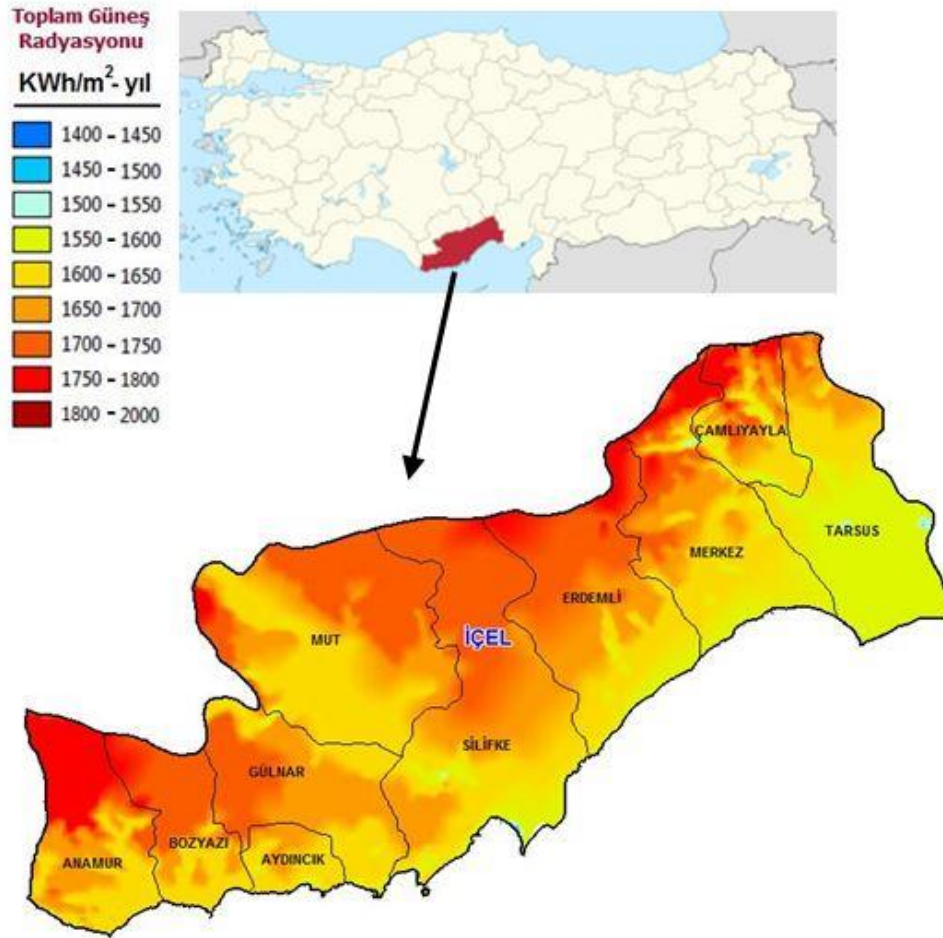 Toplam Güneş
Radyasyonu
KWh/m²- yıl
1400 - 1450
1450 - 1500
1500 - 1550
1550 - 1600
1600 - 1650
1650 - 1700
1700 - 1750
1750 - 1800
1800 - 2000
ÇAMLIYAYLA
TARSUS
MERKEZ
ERDEMLİ
İÇEL
MUT
SİLİFKE
GÜLNAR
BOZYAZI
AYDINCIK
ANAMUR